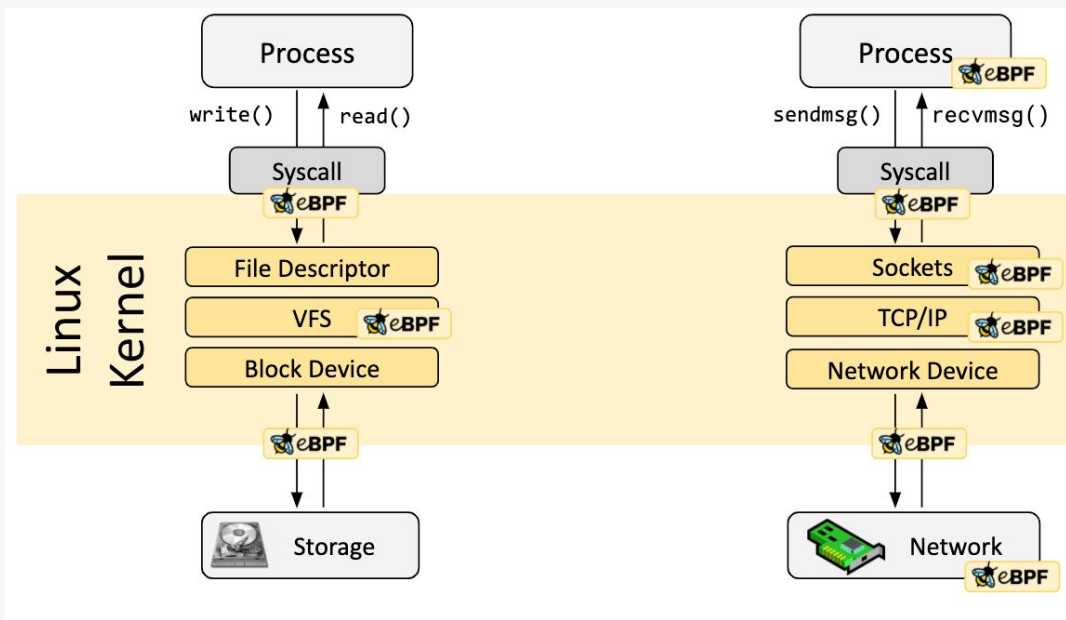 Process
Process
eBPF
write()
read()
sendmsg()
recvmsg()
Syscall
eBPF
Syscall
eBPF
Linux
Kernel
File Descriptor
Sockets
eBPF
VFS
eBPF
TCP/IP
eBPF
Block Device
Network Device
eBPF
eBPF
Storage
Network
eBPF